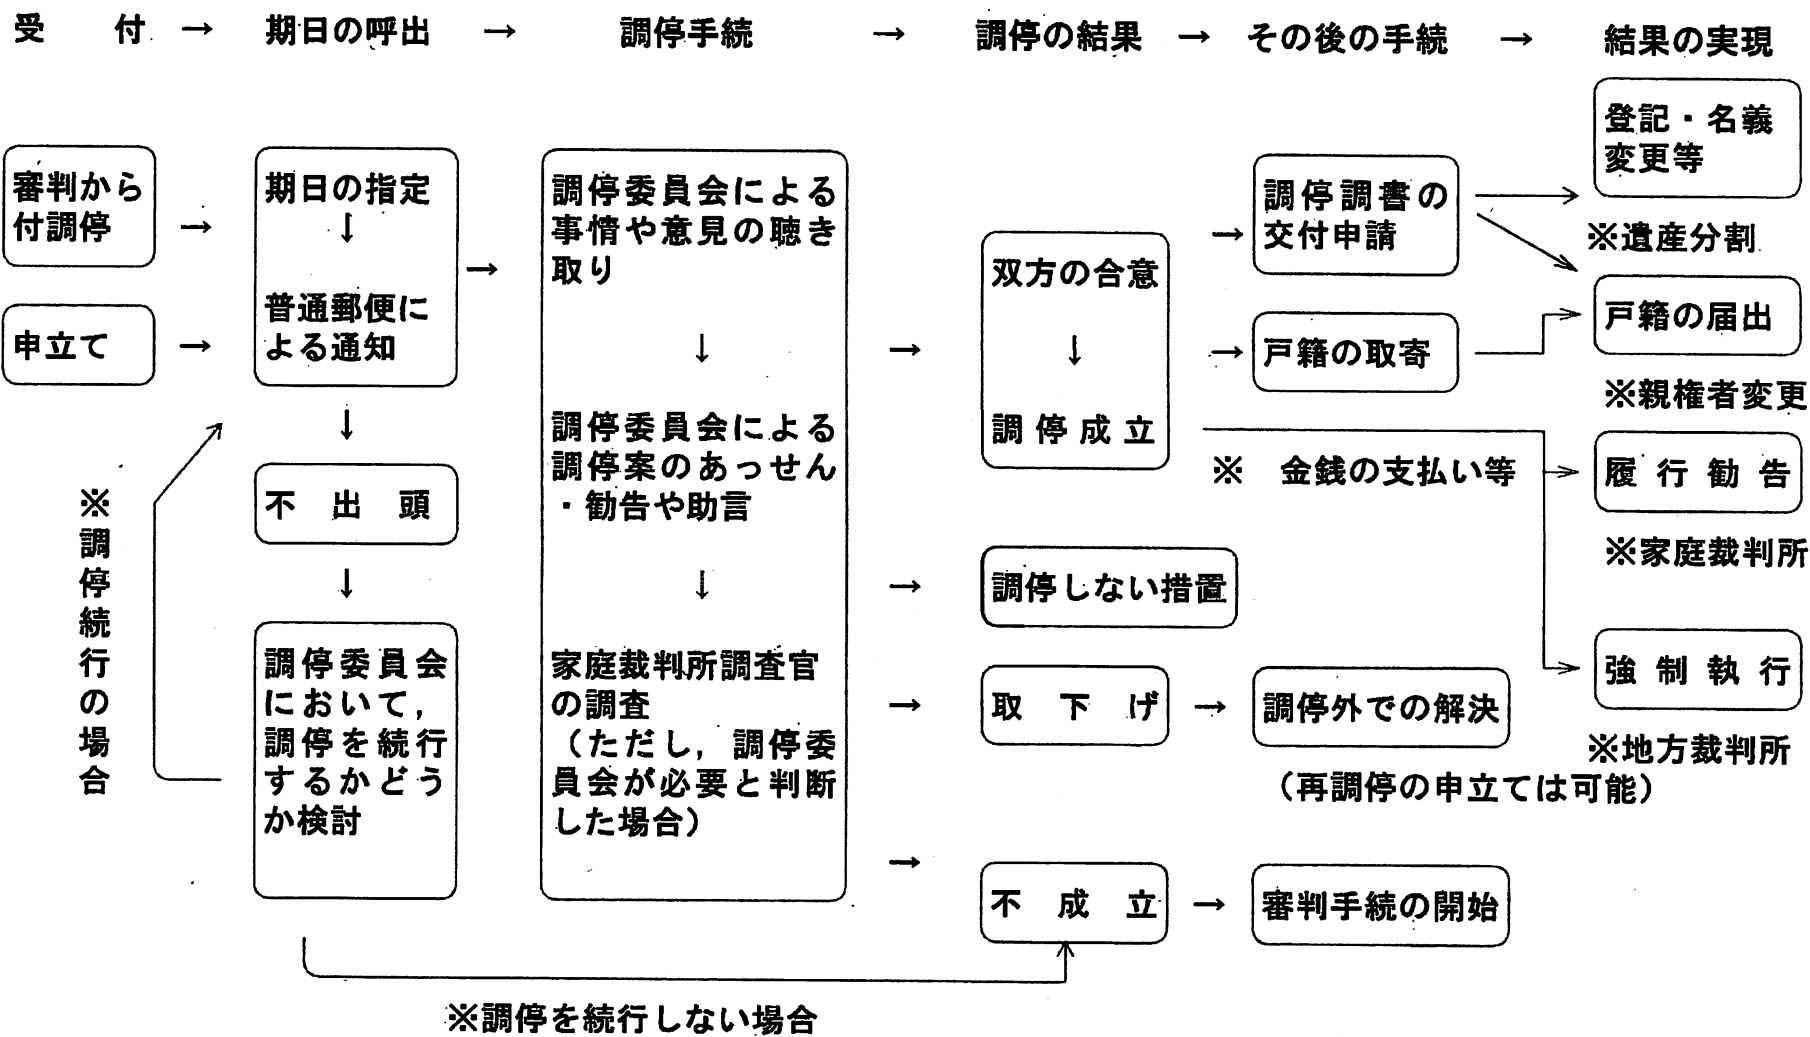 受　付 → 期日の呼出 → 調停手続 → 調停の結果 → その後の手続 → 結果の実現
審判から
付調停
→
申立て
→
期日の指定
↓
普通郵便に
よる通知
→
↓
不出頭
↓
調停委員会
において，
調停を続行
するかどう
か検討
※調停続行の場合
調停委員会による
事情や意見の聴き
取り
↓
調停委員会による
調停案のあっせん
・勧告や助言
↓
家庭裁判所調査官
の調査
（ただし，調停委
員会が必要と判断
した場合）
→
双方の合意
↓
調停成立
→
調停調書の
交付申請
→
戸籍の取寄
※　金銭の支払い等
→
調停しない措置
→
取下げ
→
調停外での解決
（再調停の申立ては可能）
→
不成立
→
審判手続の開始
登記・名義
変更等
※遺産分割
戸籍の届出
※親権者変更
履行勧告
※家庭裁判所
強制執行
※地方裁判所
※調停を続行しない場合